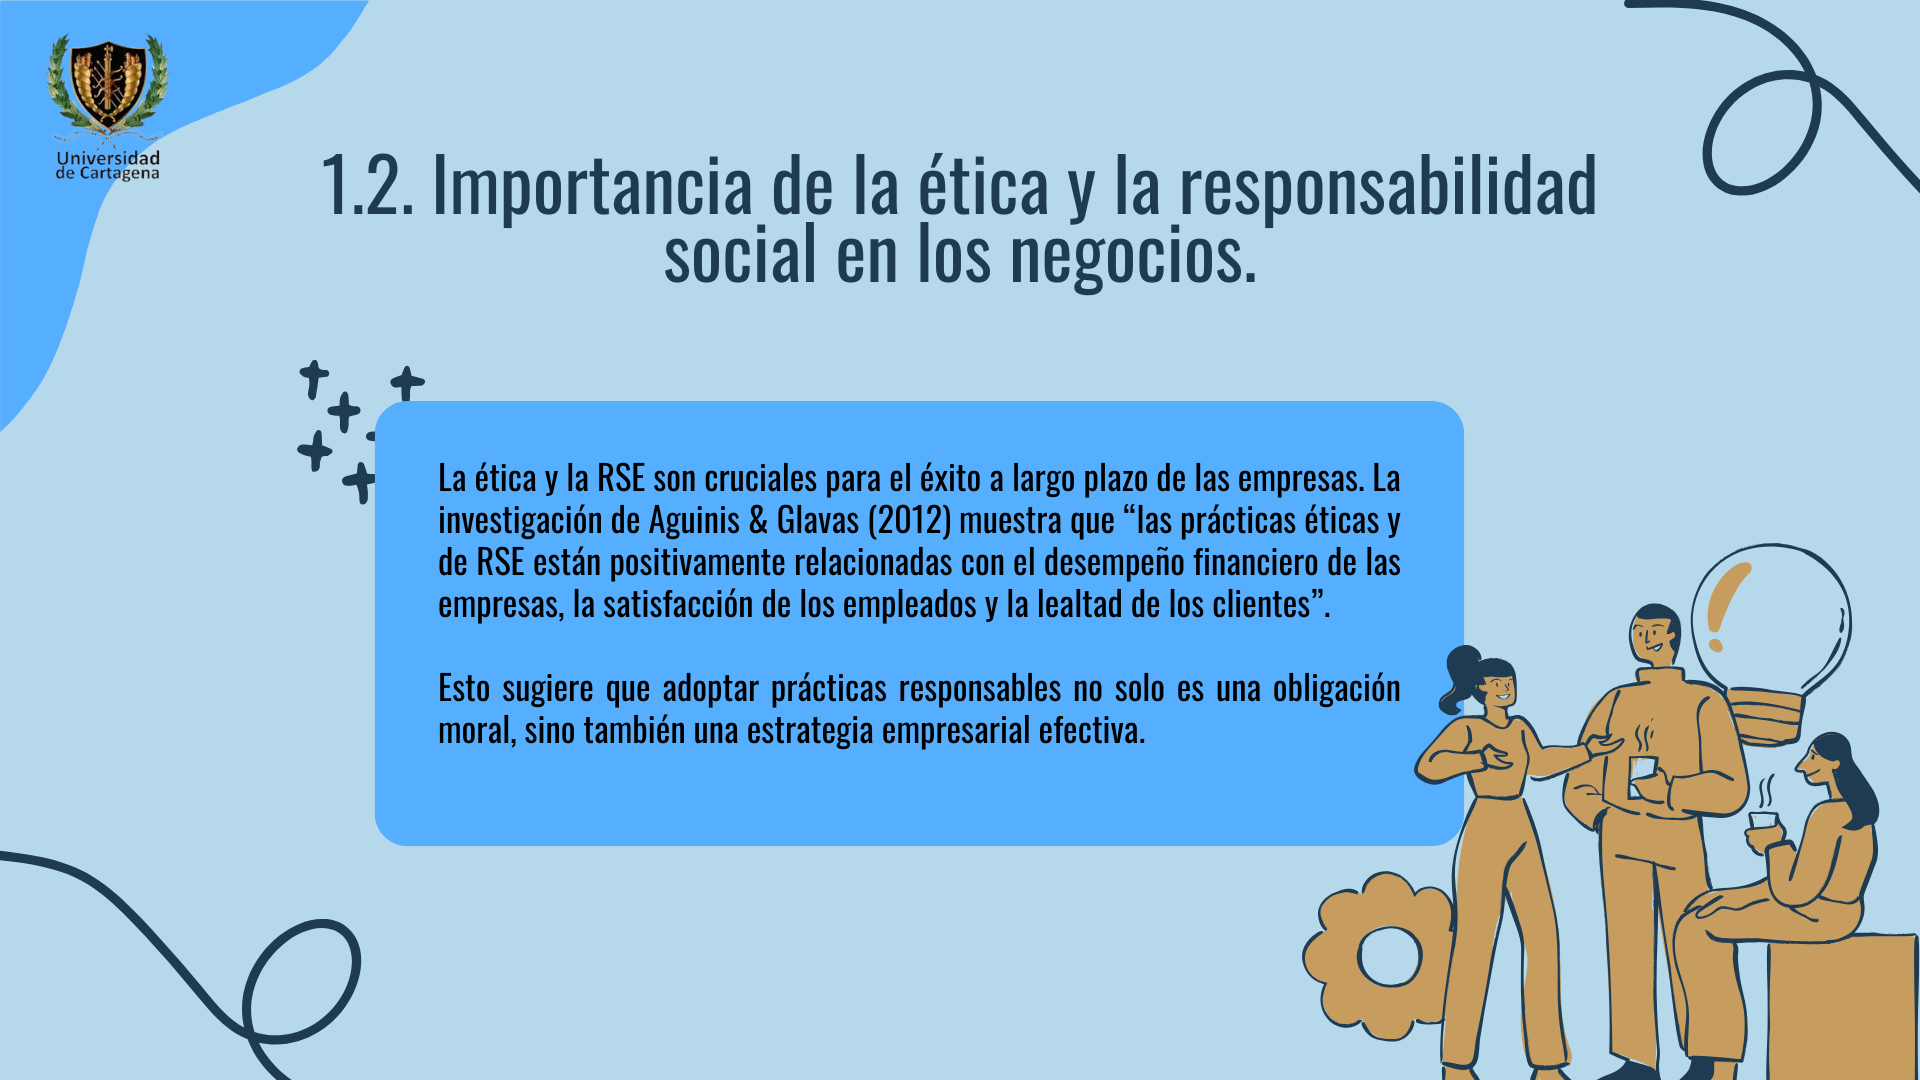 Universidad
de Cartagena
1.2. Importancia de la ética y la responsabilidad
social en los negocios.
La ética y la RSE son cruciales para el éxito a largo plazo de las empresas. La
investigación de Aguinis & Glavas (2012) muestra que “las prácticas éticas y
de RSE están positivamente relacionadas con el desempeño financiero de las
empresas, la satisfacción de los empleados y la lealtad de los clientes”.
Esto sugiere que adoptar prácticas responsables no solo es una obligación
moral, sino también una estrategia empresarial efectiva.